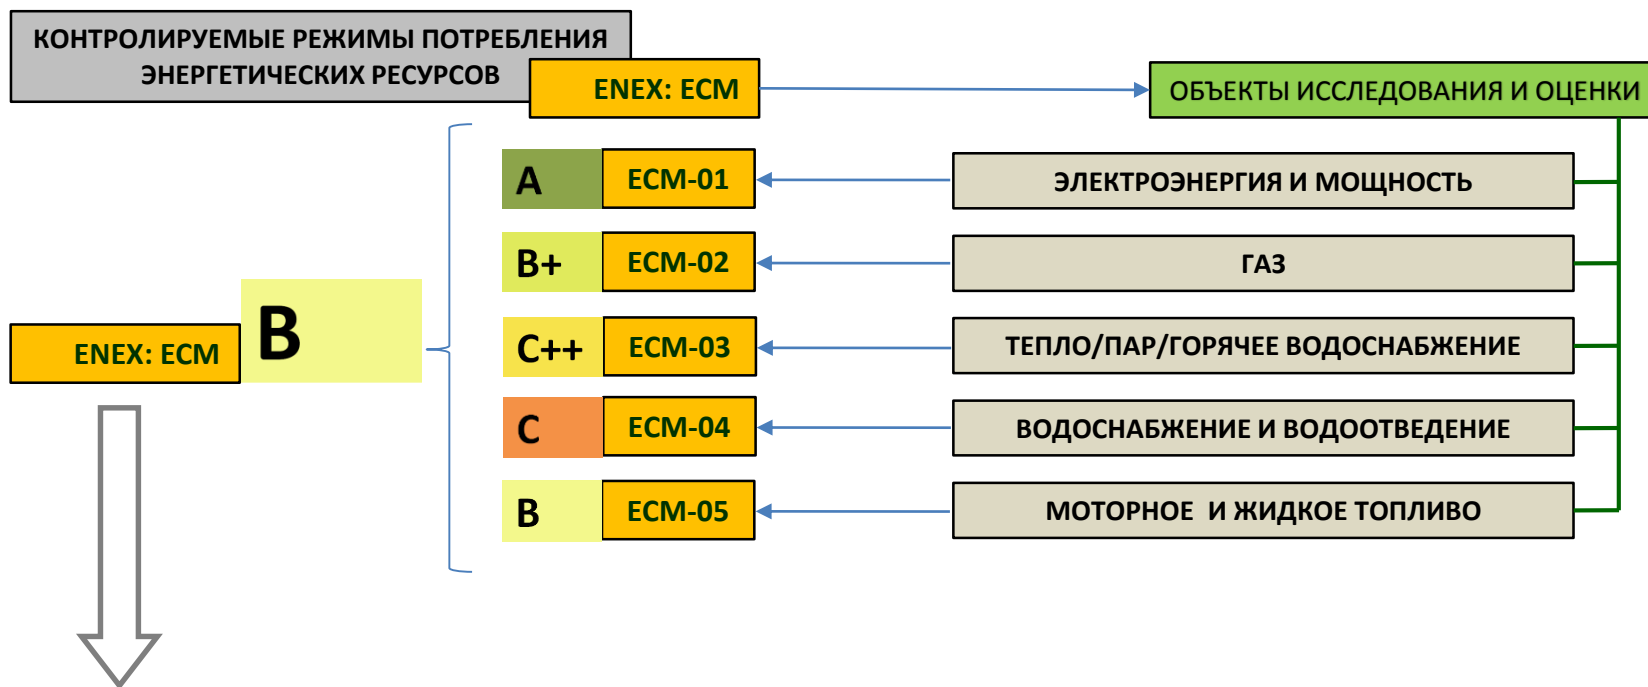 КОНТРОЛИРУЕМЫЕ РЕЖИМЫ ПОТРЕБЛЕНИЯ
ЭНЕРГЕТИЧЕСКИХ РЕСУРСОВ
ENEX: ECM
ОБЪЕКТЫ ИССЛЕДОВАНИЯ И ОЦЕНКИ
A ECM-01 ЭЛЕКТРОЭНЕРГИЯ И МОЩНОСТЬ
B+ ECM-02 ГАЗ
ENEX: ECM B
C++ ECM-03 ТЕПЛО/ПАР/ГОРЯЧЕЕ ВОДОСНАБЖЕНИЕ
C ECM-04 ВОДОСНАБЖЕНИЕ И ВОДООТВЕДЕНИЕ
B ECM-05 МОТОРНОЕ И ЖИДКОЕ ТОПЛИВО